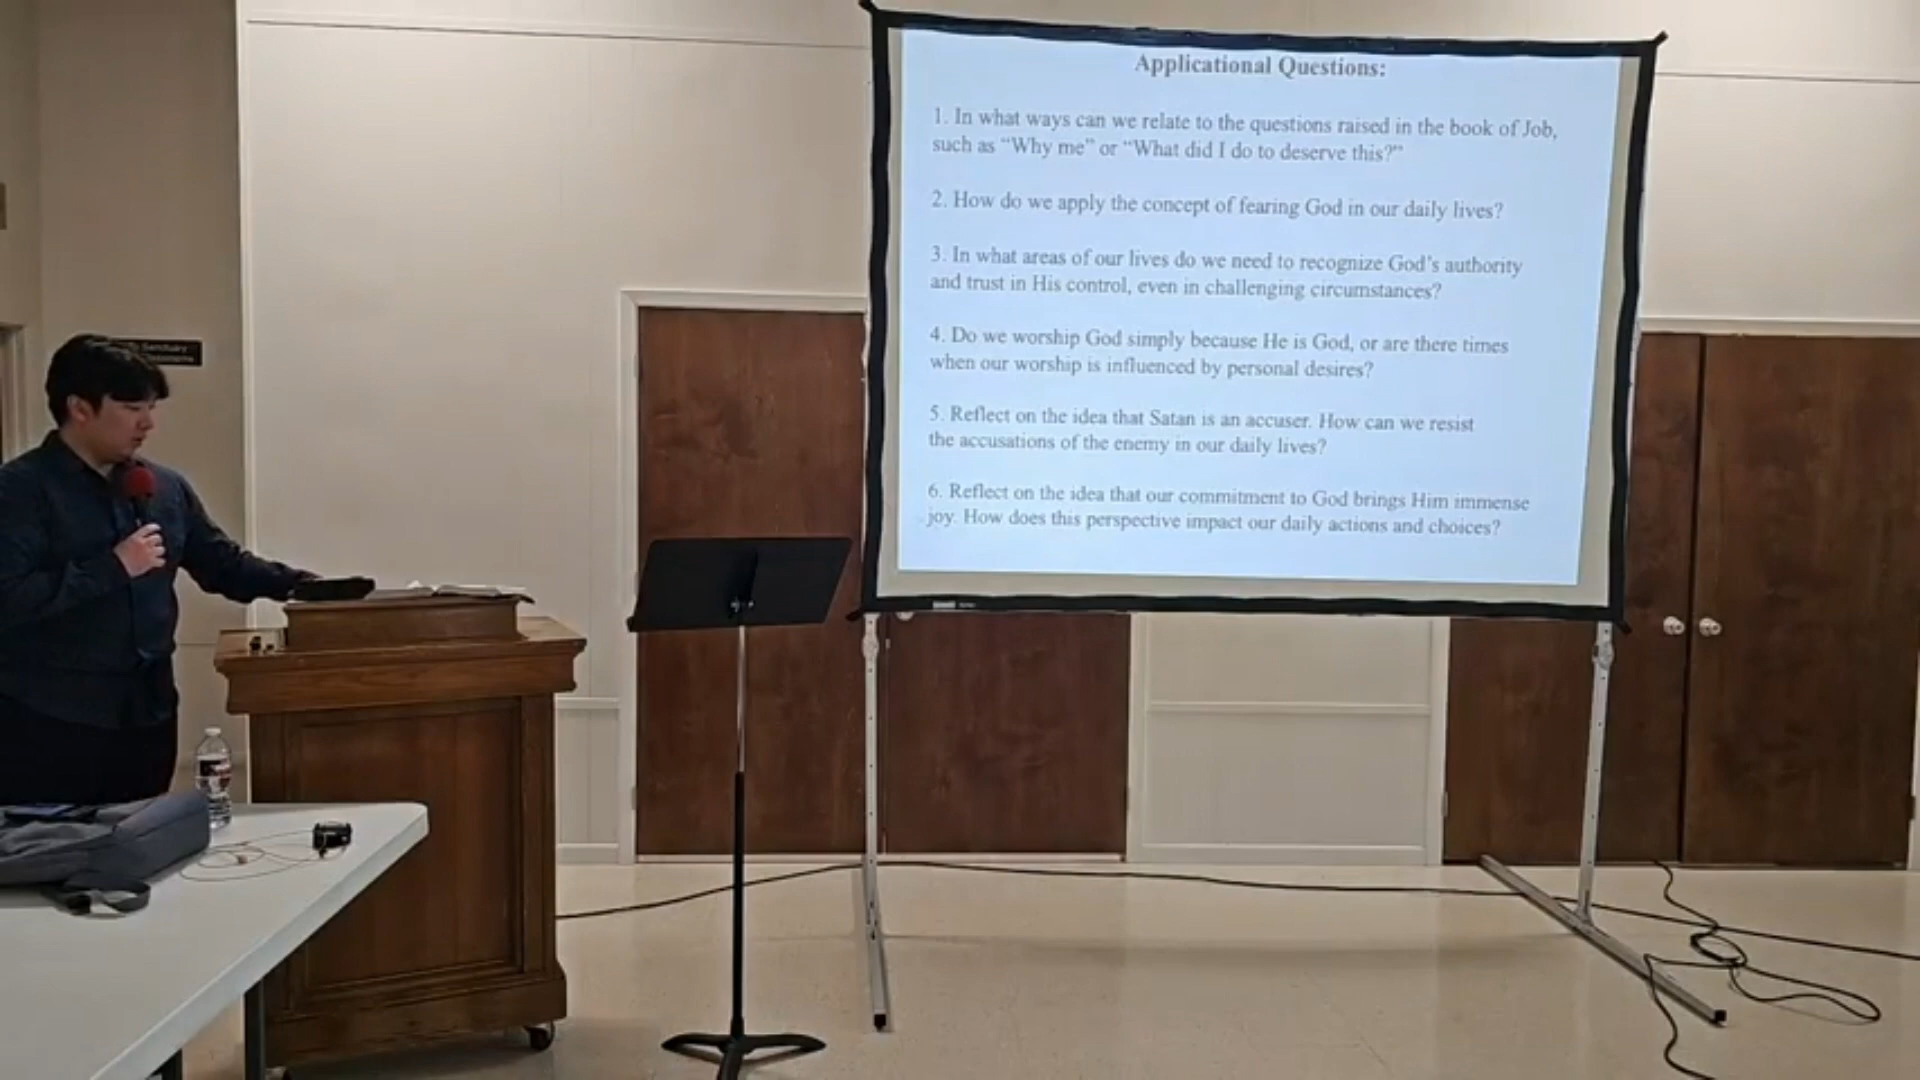 Applicational Questions:
1. In what ways can we relate to the questions raised in the book of Job,
such as “Why me” or “What did I do to deserve this?”
2. How do we apply the concept of fearing God in our daily lives?
3. In what areas of our lives do we need to recognize God’s authority
and trust in His control, even in challenging circumstances?
4. Do we worship God simply because He is God, or are there times
when our worship is influenced by personal desires?
5. Reflect on the idea that Satan is an accuser. How can we resist
the accusations of the enemy in our daily lives?
6. Reflect on the idea that our commitment to God brings Him immense
joy. How does this perspective impact our daily actions and choices?
Sanctuary